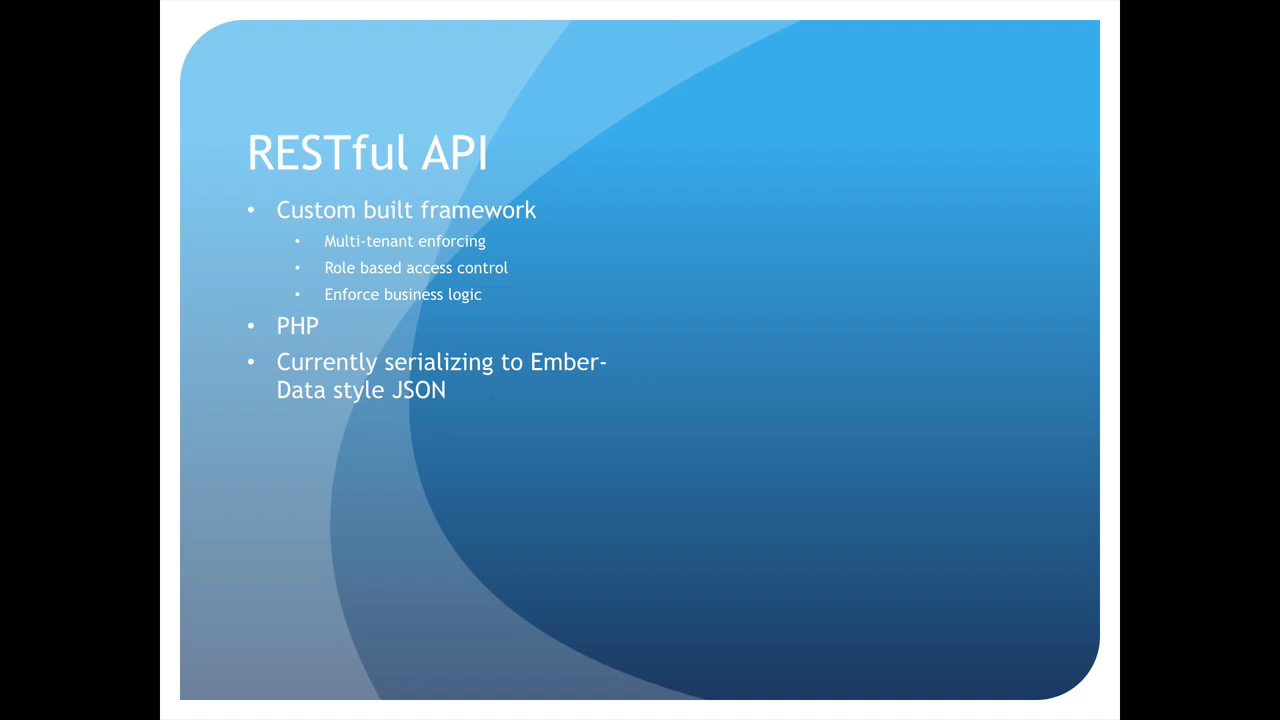 RESTful API
• Custom built framework
• Multi-tenant enforcing
• Role based access control
• Enforce business logic
• PHP
• Currently serializing to Ember-
Data style JSON